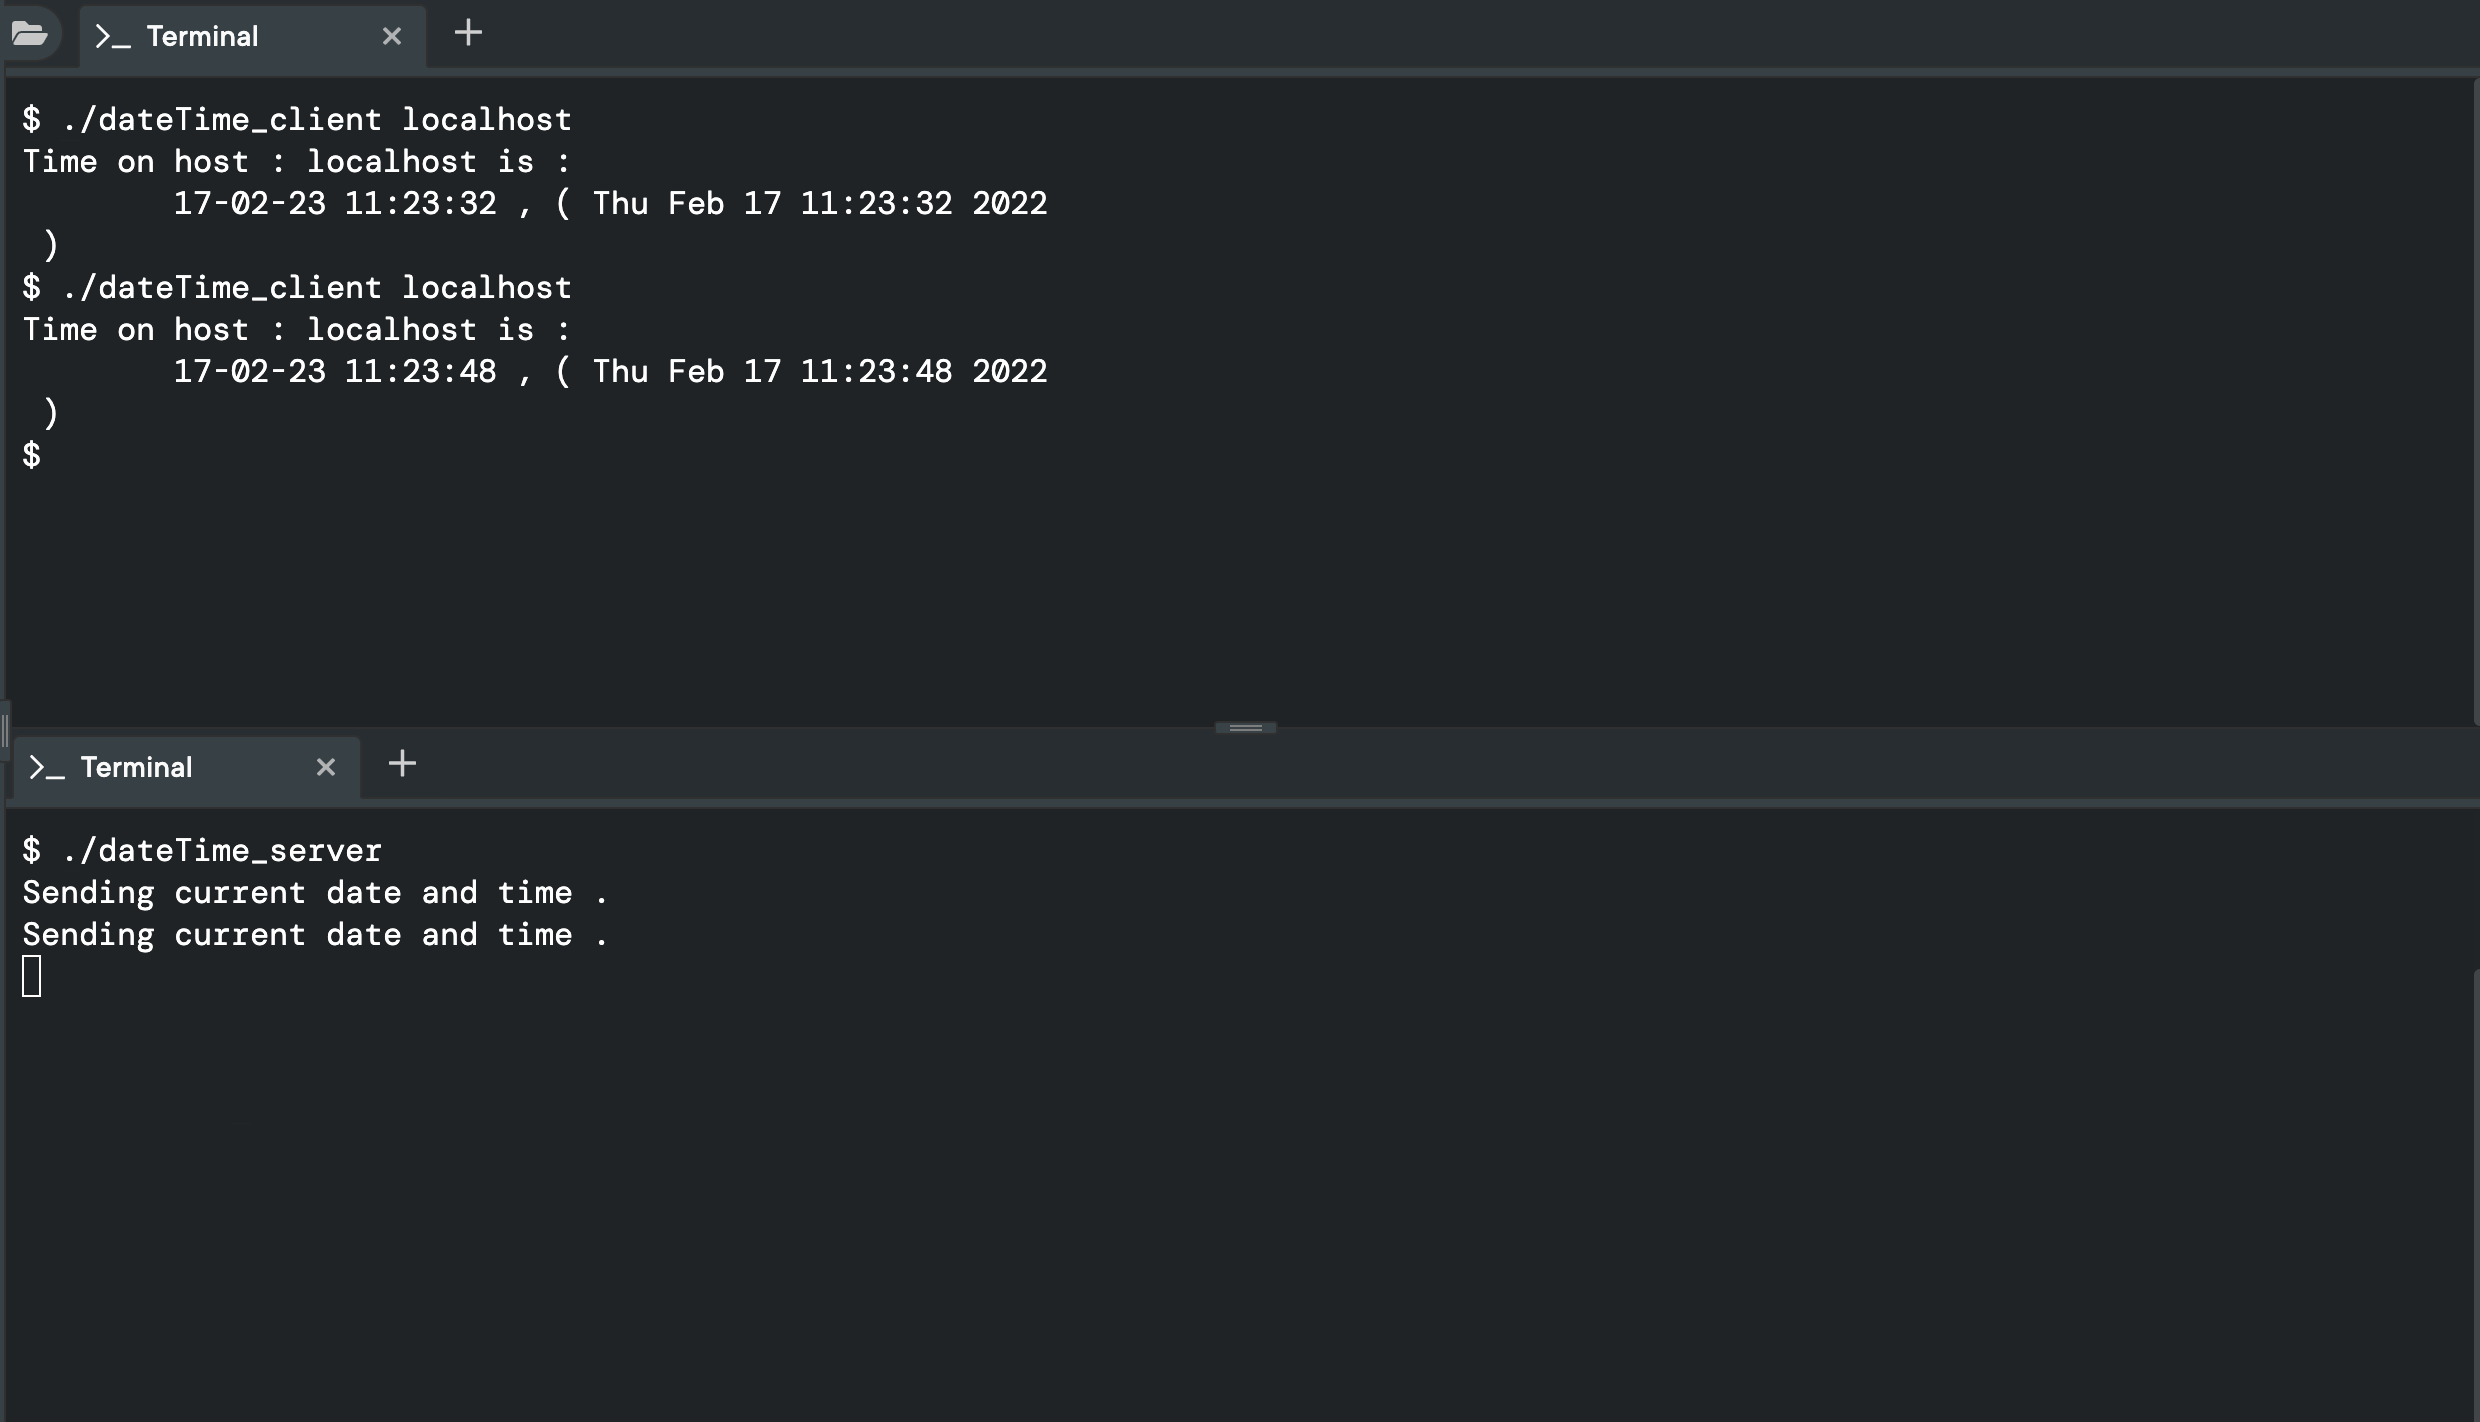 >_ Terminal × +
$ ./dateTime_client localhost
Time on host : localhost is :
        17-02-23 11:23:32 , ( Thu Feb 17 11:23:32 2022
 )
$ ./dateTime_client localhost
Time on host : localhost is :
        17-02-23 11:23:48 , ( Thu Feb 17 11:23:48 2022
 )
$
>_ Terminal × +
$ ./dateTime_server
Sending current date and time .
Sending current date and time .